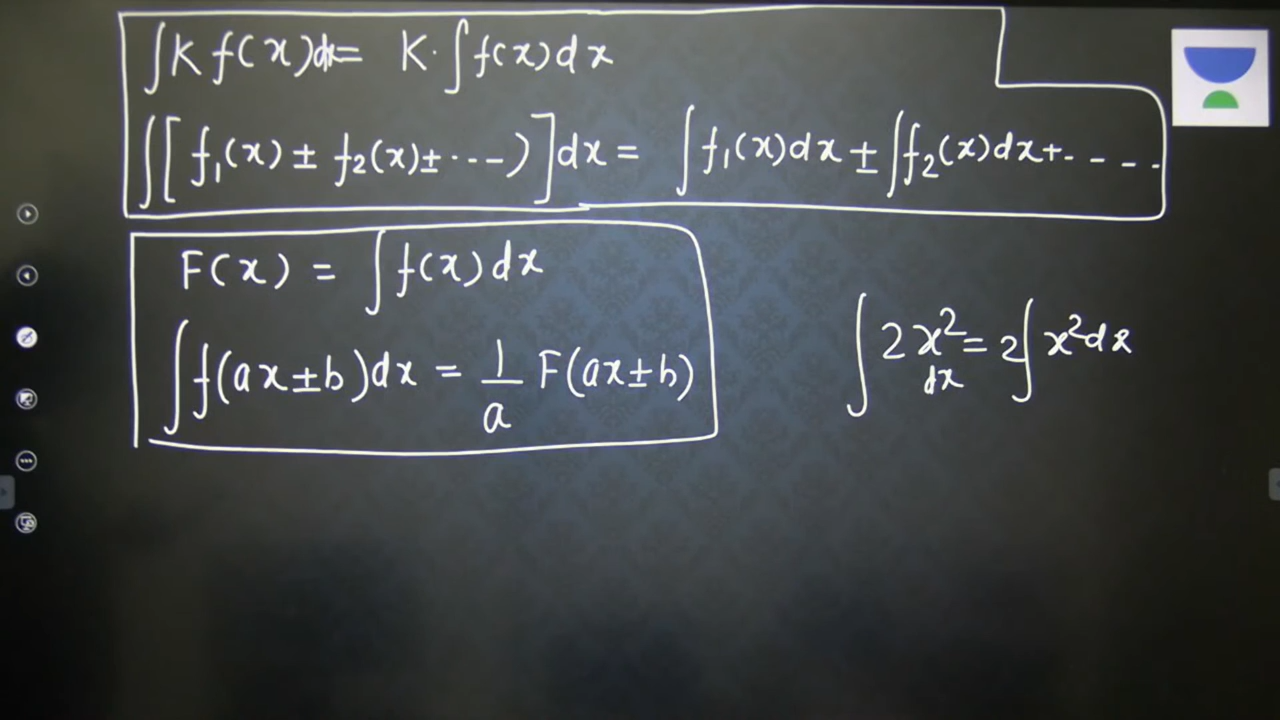 ∫K f(x)dx = K·∫f(x)dx
∫[f₁(x) ± f₂(x) ± ···--)]dx = ∫f₁(x)dx ± ∫f₂(x)dx + - - - -
F(x) = ∫f(x)dx
∫f(ax±b)dx = 1/a F(ax±b)
∫2x² dx = 2∫x²dx